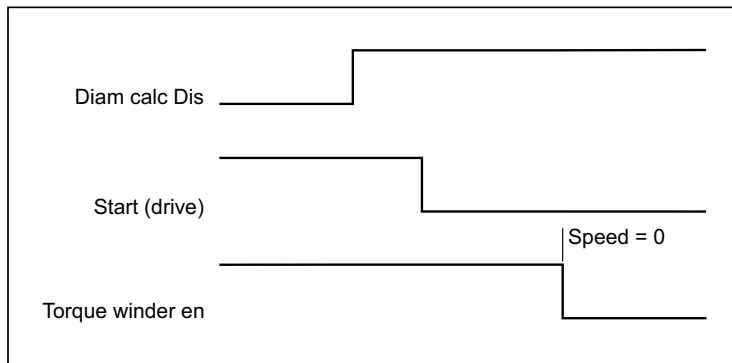 Diam calc Dis
Start (drive)
Speed = 0
Torque winder en